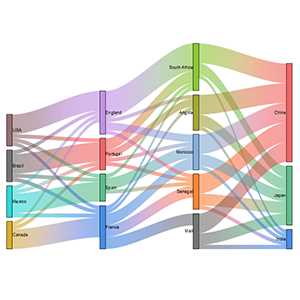 USA
Brazil
Mexico
Canada
England
Portugal
Spain
France
South Africa
Angola
Morocco
Senegal
Mali
China
Japan
India